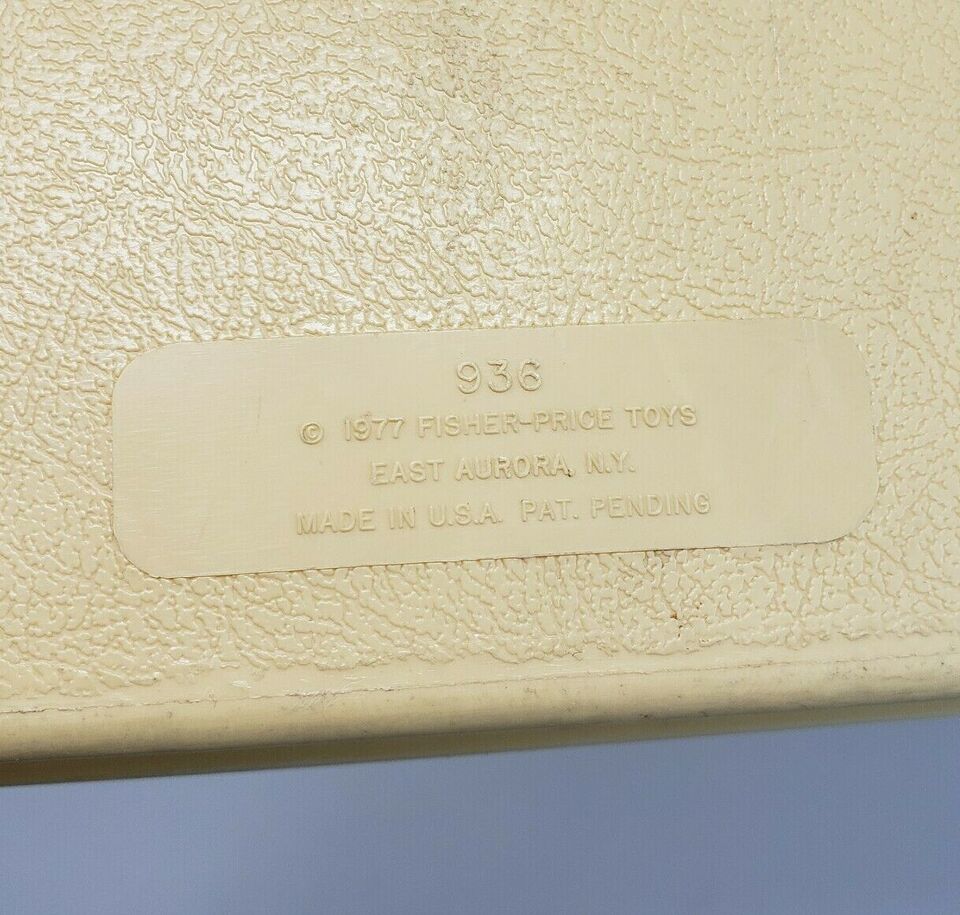 936
© 1977 FISHER-PRICE TOYS
EAST AURORA, N.Y.
MADE IN U.S.A. PAT. PENDING